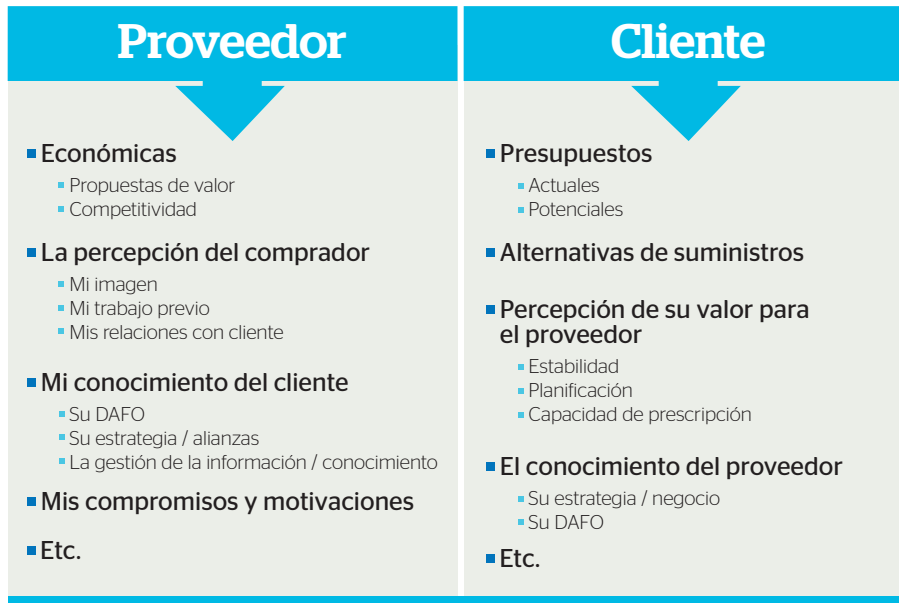 Proveedor
Económicas
Propuestas de valor
Competitividad
La percepción del comprador
Mi imagen
Mi trabajo previo
Mis relaciones con cliente
Mi conocimiento del cliente
Su DAFO
Su estrategia / alianzas
La gestión de la información / conocimiento
Mis compromisos y motivaciones
Etc.
Cliente
Presupuestos
Actuales
Potenciales
Alternativas de suministros
Percepción de su valor para
el proveedor
Estabilidad
Planificación
Capacidad de prescripción
El conocimiento del proveedor
Su estrategia / negocio
Su DAFO
Etc.